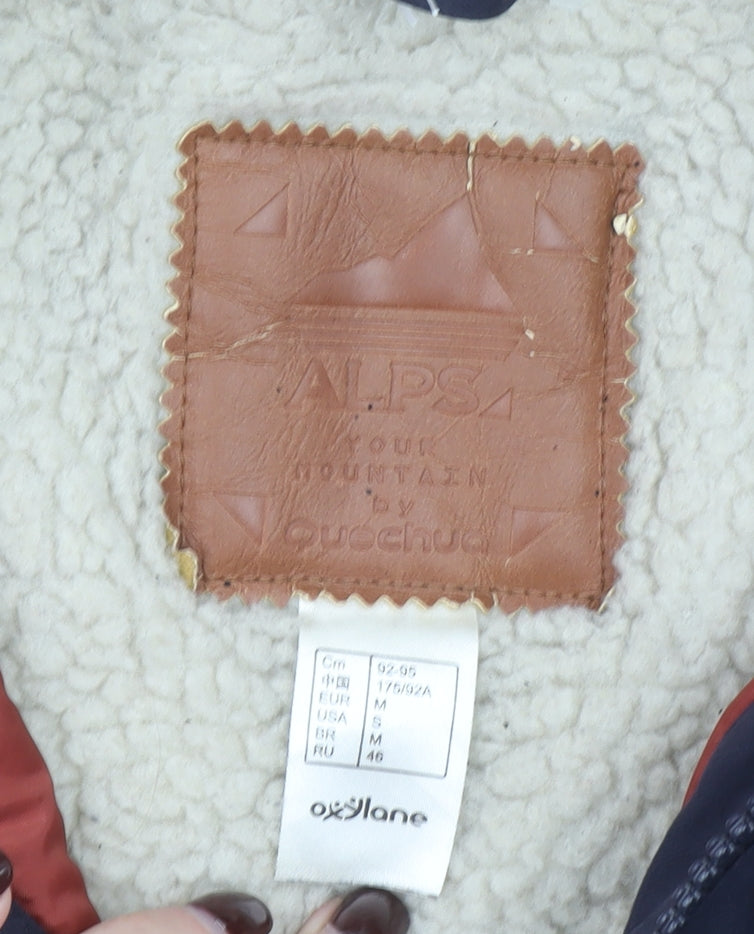 ALPS
YOUR
MOUNTAIN
by
Quechua
Cm 92-95
中国 175/92A
EUR M
USA S
BR M
RU 46
oxylane